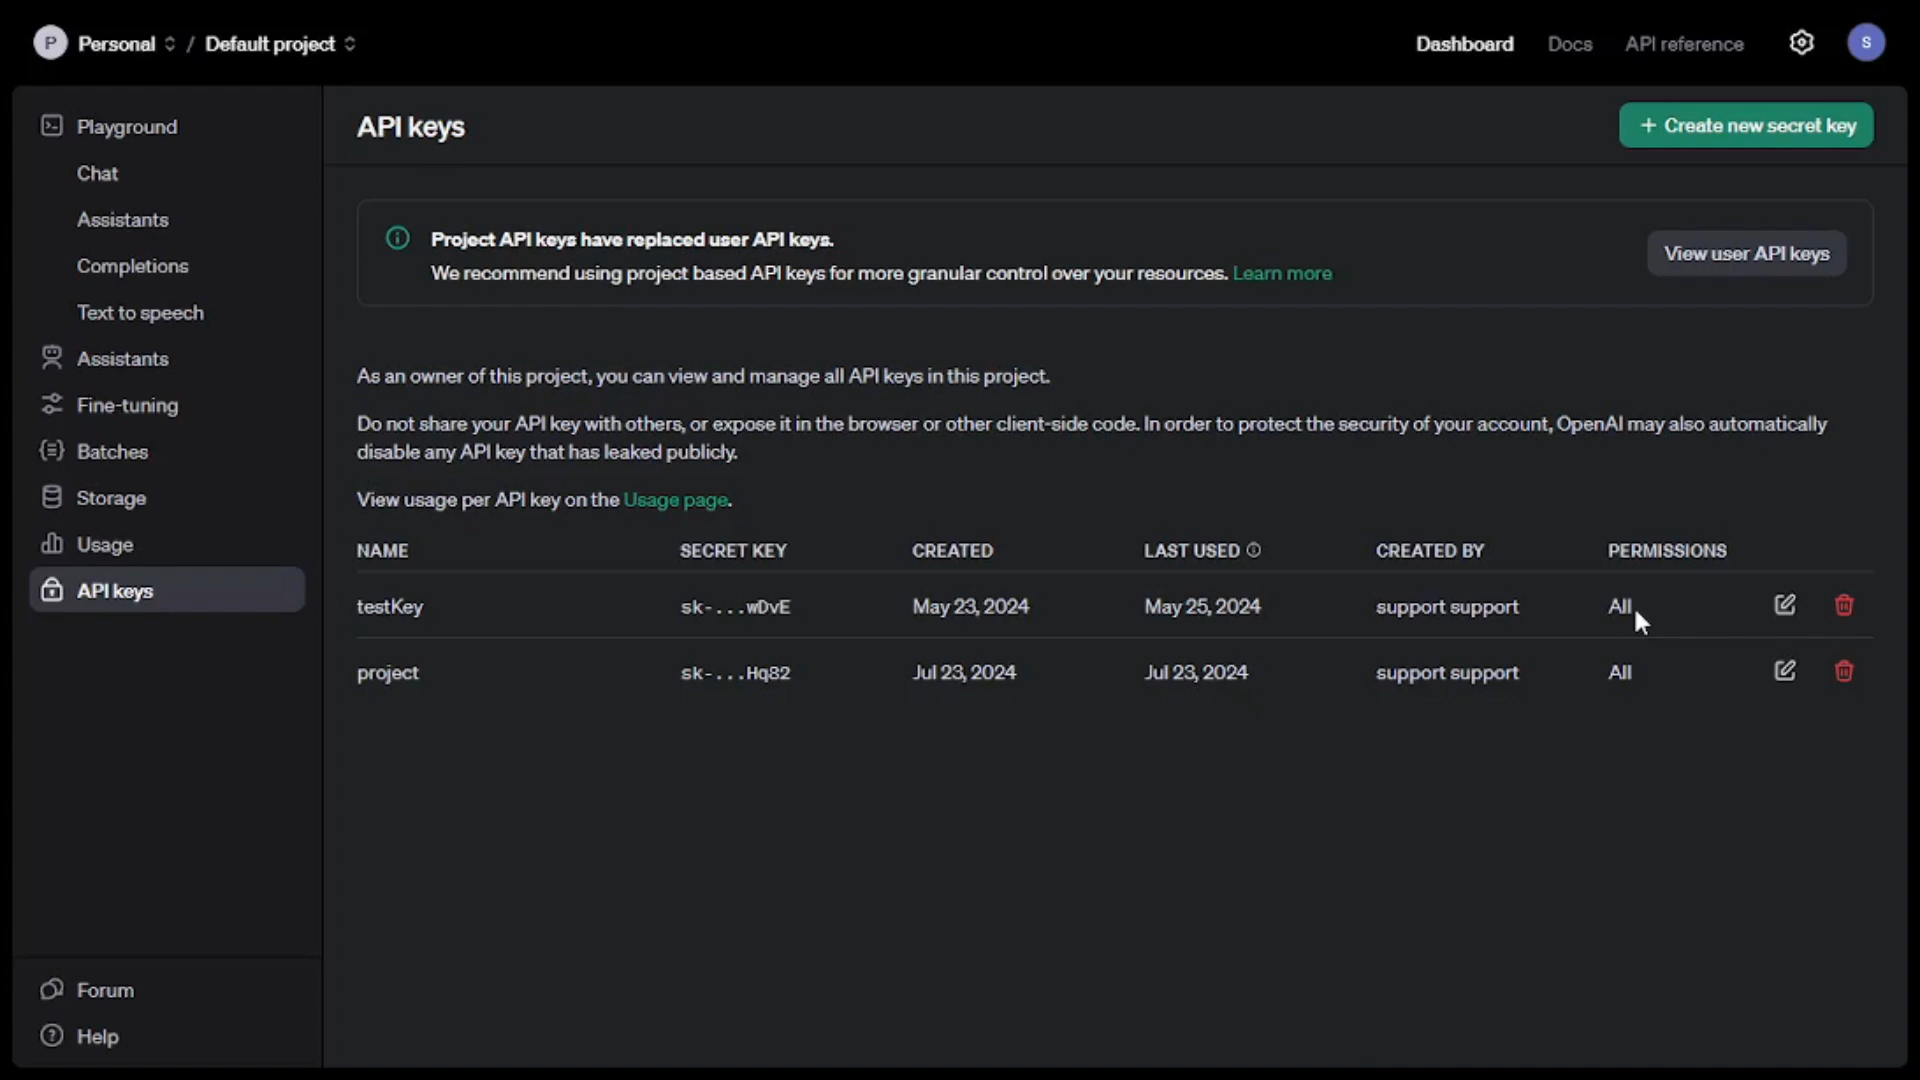 P Personal / Default project
Dashboard Docs API reference S
Playground
Chat
Assistants
Completions
Text to speech
Assistants
Fine-tuning
Batches
Storage
Usage
API keys
Forum
Help
API keys
+ Create new secret key
Project API keys have replaced user API keys.
We recommend using project based API keys for more granular control over your resources. Learn more
View user API keys
As an owner of this project, you can view and manage all API keys in this project.
Do not share your API key with others, or expose it in the browser or other client-side code. In order to protect the security of your account, OpenAI may also automatically
disable any API key that has leaked publicly.
View usage per API key on the Usage page.
NAME SECRET KEY CREATED LAST USED CREATED BY PERMISSIONS
testKey sk-...wDvE May 23, 2024 May 25, 2024 support support All
project sk-...Hq82 Jul 23, 2024 Jul 23, 2024 support support All